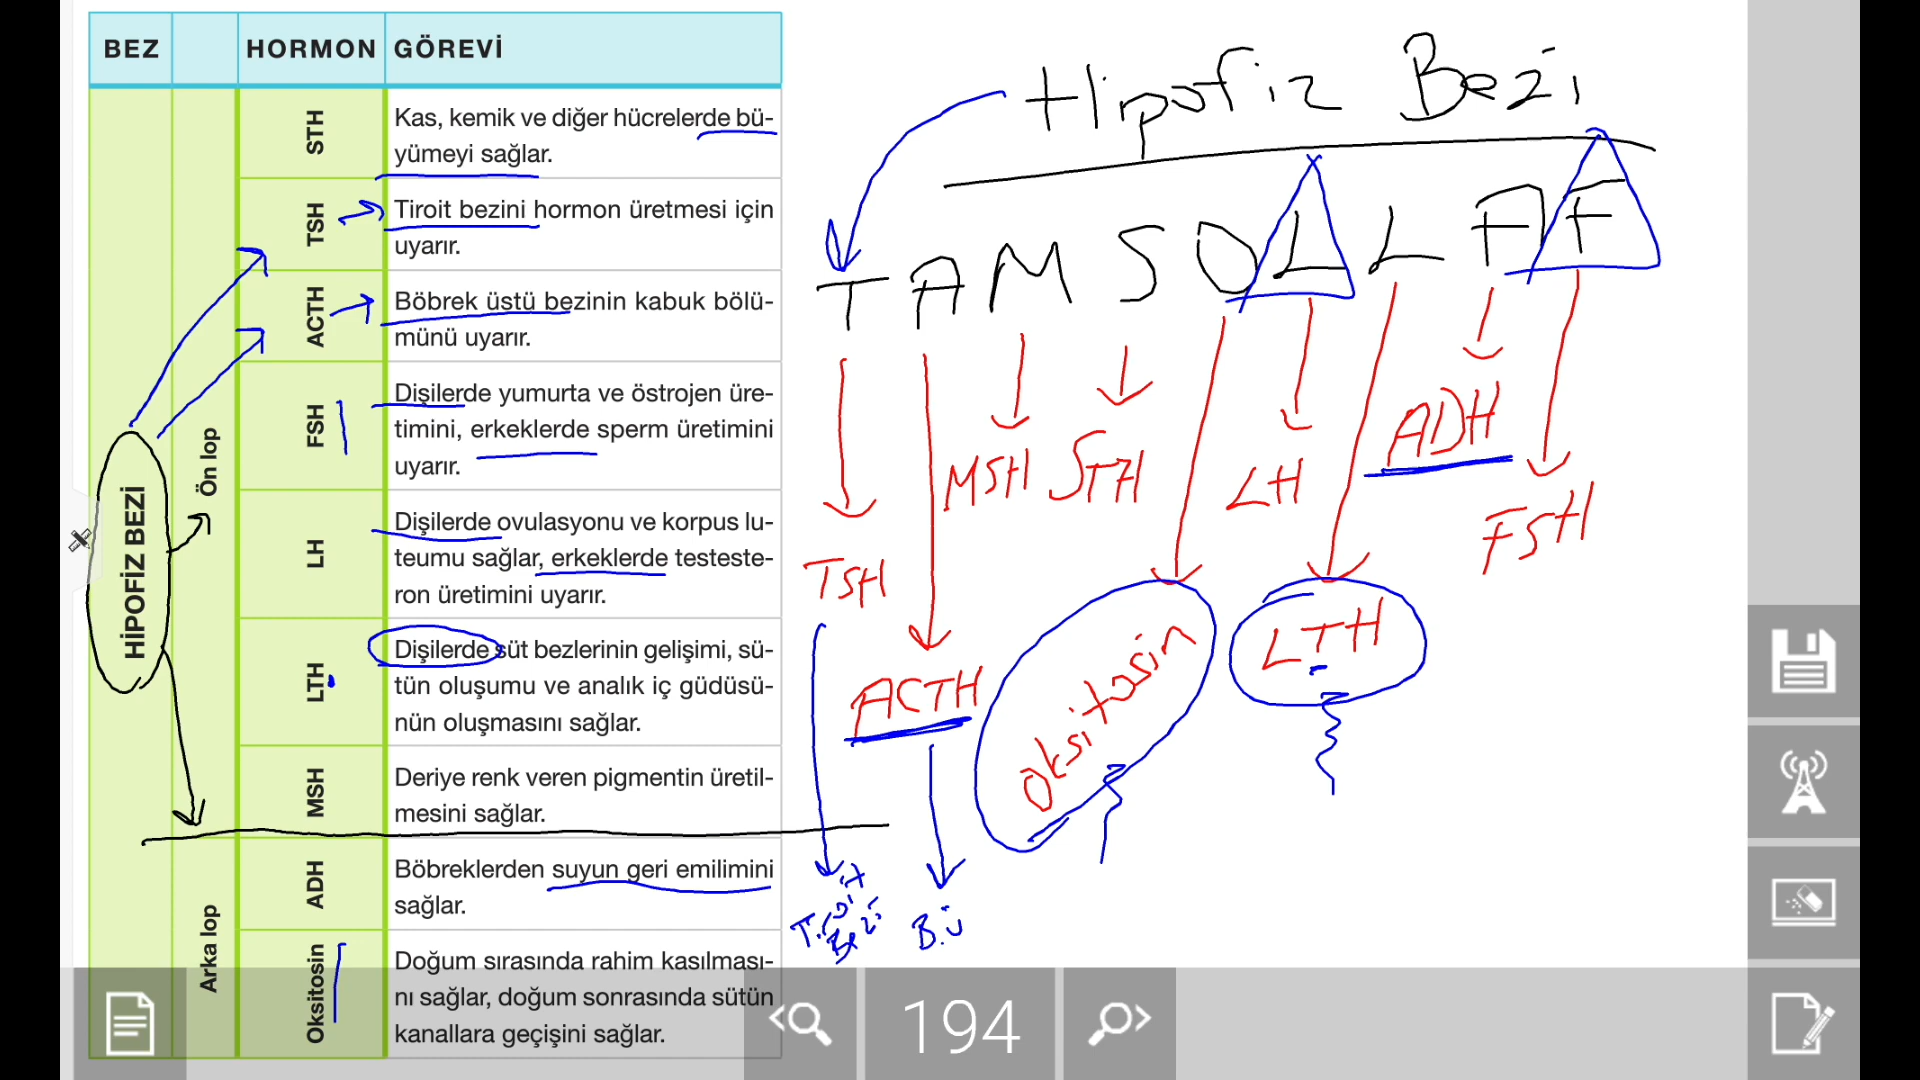 BEZ HORMON GÖREVİ
HİPOFİZ BEZİ
Ön lop
STH
Kas, kemik ve diğer hücrelerde bü-
yümeyi sağlar.
TSH
Tiroit bezini hormon üretmesi için
uyarır.
ACTH
Böbrek üstü bezinin kabuk bölü-
münü uyarır.
FSH
Dişilerde yumurta ve östrojen üre-
timini, erkeklerde sperm üretimini
uyarır.
LH
Dişilerde ovulasyonu ve korpus lu-
teumu sağlar, erkeklerde testeste-
ron üretimini uyarır.
LTH
Dişilerde süt bezlerinin gelişimi, sü-
tün oluşumu ve analık iç güdüsü-
nün oluşmasını sağlar.
MSH
Deriye renk veren pigmentin üretil-
mesini sağlar.
Arka lop
ADH
Böbreklerden suyun geri emilimini
sağlar.
Oksitosin
Doğum sırasında rahim kasılması-
nı sağlar, doğum sonrasında sütün
kanallara geçişini sağlar.
Hipofiz Bezi
T A M S O L L A F
ADH
MSH STH LH
FSH
TSH
LTH
ACTH
Oksitosin
Tiroit
Bezi
B.Ü
194